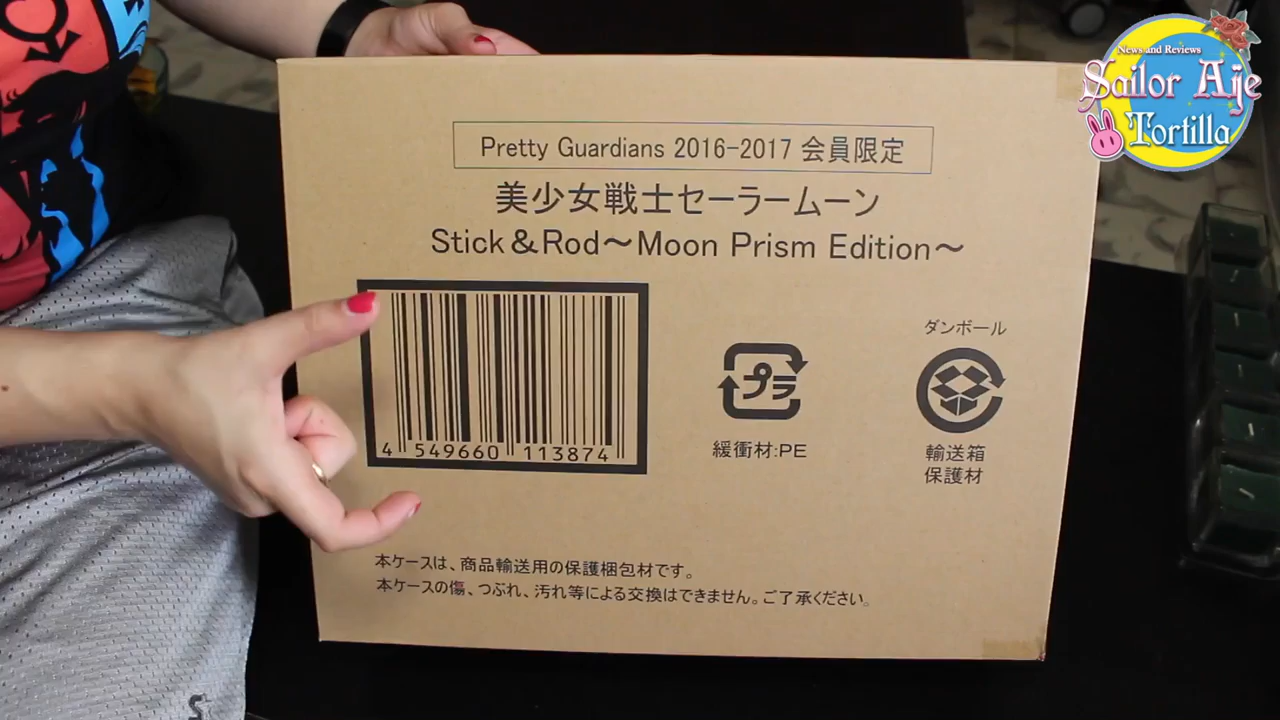 News and Reviews
Sailor Aije
Tortilla
Pretty Guardians 2016-2017 会員限定
美少女戦士セーラームーン
Stick&Rod～Moon Prism Edition～
4 549660 113874
プラ
緩衝材:PE
ダンボール
輸送箱
保護材
本ケースは、商品輸送用の保護梱包材です。
本ケースの傷、つぶれ、汚れ等による交換はできません。ご了承ください。
S